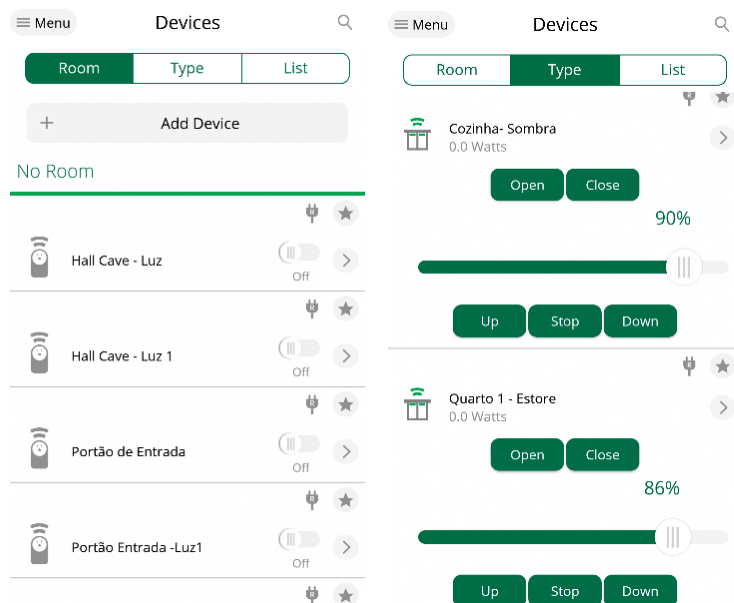 Menu
Devices
Room
Type
List
+
Add Device
No Room
R
Hall Cave - Luz
Off
R
Hall Cave - Luz 1
Off
R
Portão de Entrada
Off
R
Portão Entrada -Luz1
Off
R
Menu
Devices
Room
Type
List
R
Cozinha- Sombra
0.0 Watts
Open
Close
90%
Up
Stop
Down
R
Quarto 1 - Estore
0.0 Watts
Open
Close
86%
Up
Stop
Down